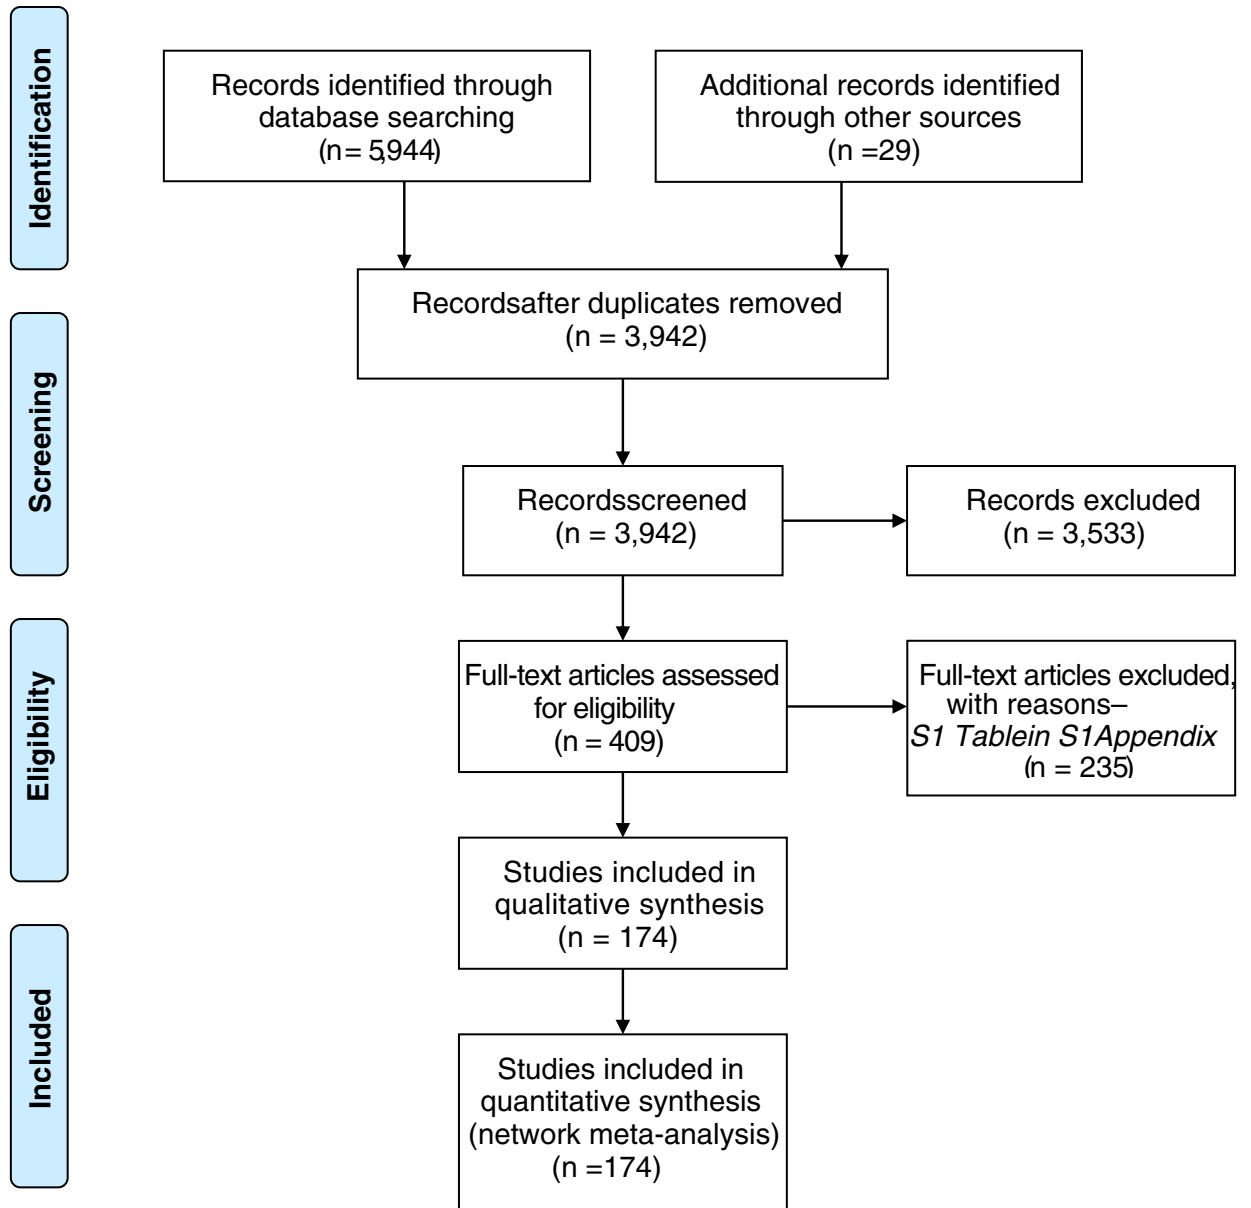 Identification
Records identified through
database searching
(n= 5,944)
Additional records identified
through other sources
(n =29)
Recordsafter duplicates removed
(n = 3,942)
Screening
Recordsscreened
(n = 3,942)
Records excluded
(n = 3,533)
Eligibility
Full-text articles assessed
for eligibility
(n = 409)
Full-text articles excluded,
with reasons–
S1 Tablein S1Appendix
(n = 235)
Studies included in
qualitative synthesis
(n = 174)
Included
Studies included in
quantitative synthesis
(network meta-analysis)
(n =174)